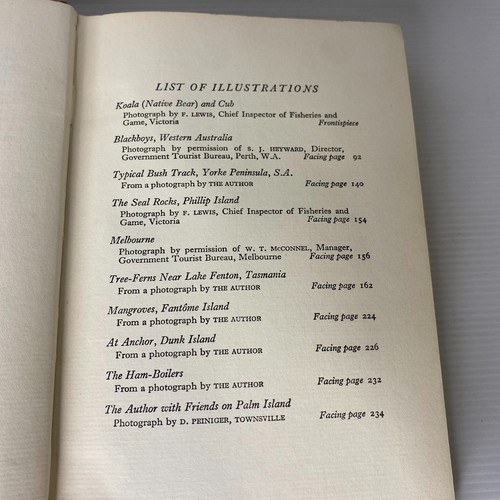 LIST OF ILLUSTRATIONS
Koala (Native Bear) and Cub
Photograph by F. LEWIS, Chief Inspector of Fisheries and
Game, Victoria Frontispiece
Blackboys, Western Australia
Photograph by permission of S. J. HEYWARD, Director,
Government Tourist Bureau, Perth, W.A. Facing page 92
Typical Bush Track, Yorke Peninsula, S.A.
From a photograph by THE AUTHOR Facing page 140
The Seal Rocks, Phillip Island
Photograph by F. LEWIS, Chief Inspector of Fisheries and
Game, Victoria Facing page 154
Melbourne
Photograph by permission of W. T. McCONNEL, Manager,
Government Tourist Bureau, Melbourne Facing page 156
Tree-Ferns Near Lake Fenton, Tasmania
From a photograph by THE AUTHOR Facing page 162
Mangroves, Fantôme Island
From a photograph by THE AUTHOR Facing page 224
At Anchor, Dunk Island
From a photograph by THE AUTHOR Facing page 226
The Ham-Boilers
From a photograph by THE AUTHOR Facing page 232
The Author with Friends on Palm Island
Photograph by D. PEINIGER, TOWNSVILLE Facing page 234